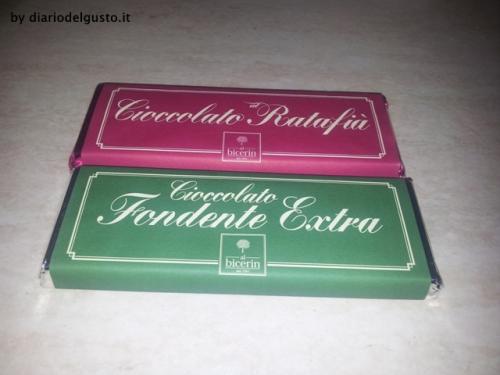 by diariodelgusto.it
Cioccolato al Ratafià
al
bicerin
Cioccolato
Fondente Extra
al
bicerin